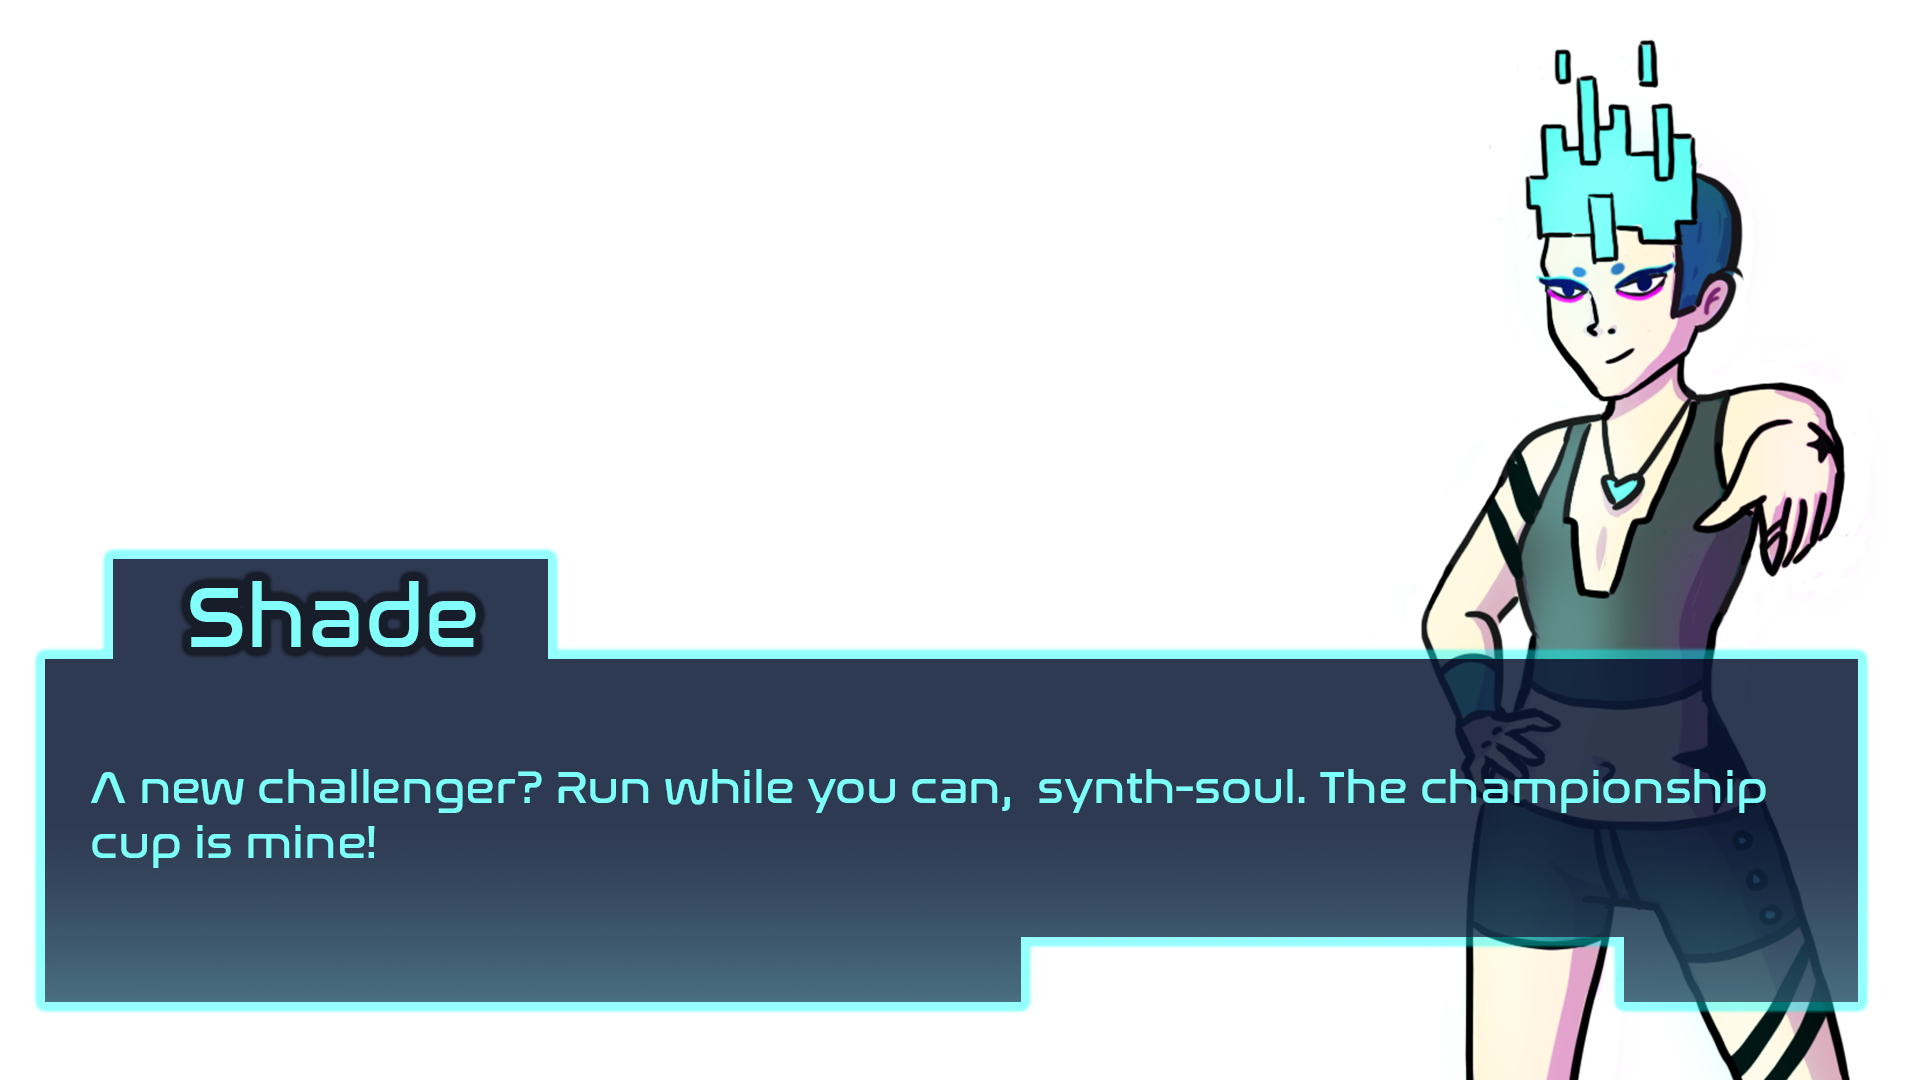 Shade
A new challenger? Run while you can,  synth-soul. The championship
cup is mine!